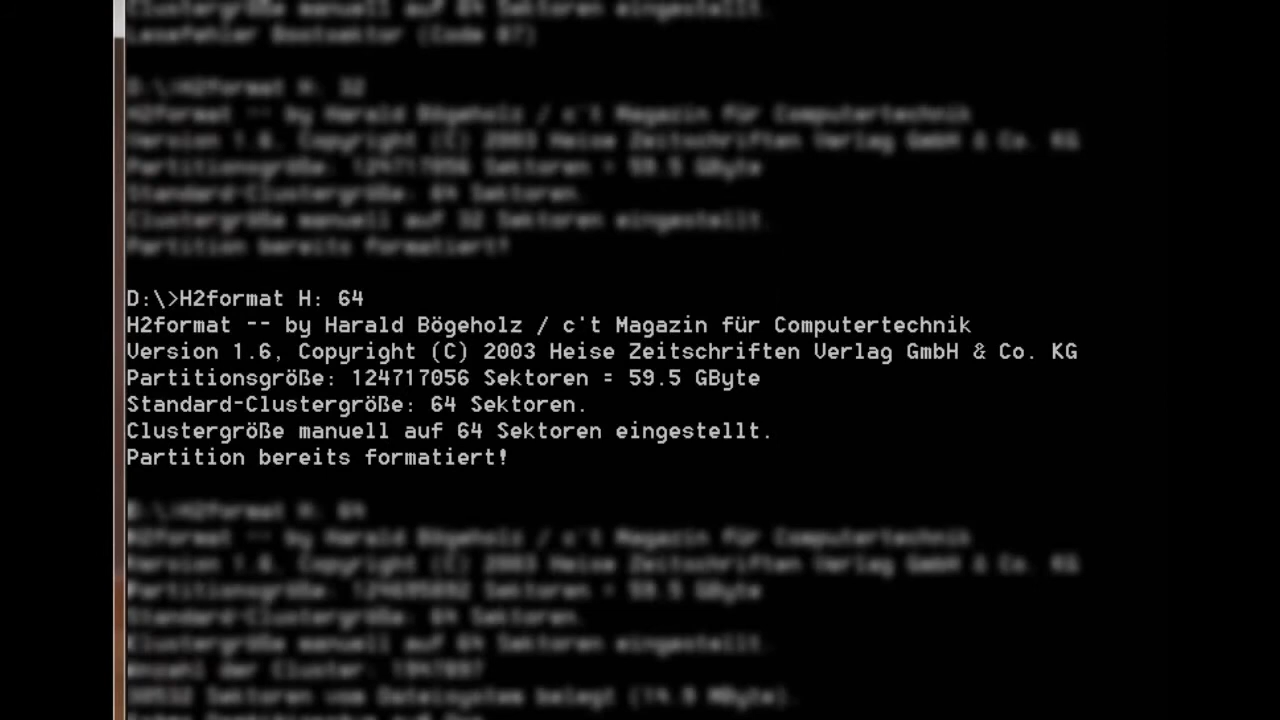 Clustergröße manuell auf 64 Sektoren eingestellt.
Lesefehler Bootsektor (Code 87)
D:\>H2format H: 32
H2format -- by Harald Bögeholz / c't Magazin für Computertechnik
Version 1.6, Copyright (C) 2003 Heise Zeitschriften Verlag GmbH & Co. KG
Partitionsgröße: 124717056 Sektoren = 59.5 GByte
Standard-Clustergröße: 64 Sektoren.
Clustergröße manuell auf 32 Sektoren eingestellt.
Partition bereits formatiert!
D:\>H2format H: 64
H2format -- by Harald Bögeholz / c't Magazin für Computertechnik
Version 1.6, Copyright (C) 2003 Heise Zeitschriften Verlag GmbH & Co. KG
Partitionsgröße: 124717056 Sektoren = 59.5 GByte
Standard-Clustergröße: 64 Sektoren.
Clustergröße manuell auf 64 Sektoren eingestellt.
Partition bereits formatiert!
D:\>H2format H: 64
H2format -- by Harald Bögeholz / c't Magazin für Computertechnik
Version 1.6, Copyright (C) 2003 Heise Zeitschriften Verlag GmbH & Co. KG
Partitionsgröße: Sektoren = 59.5 GByte
Standard-Clustergröße: 64 Sektoren.
Clustergröße manuell auf 64 Sektoren eingestellt.
Anzahl der Cluster:
Sektoren vom Dateisystem belegt (14.9 MByte).